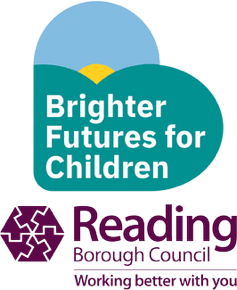 Brighter
Futures for
Children
Reading
Borough Council
Working better with you